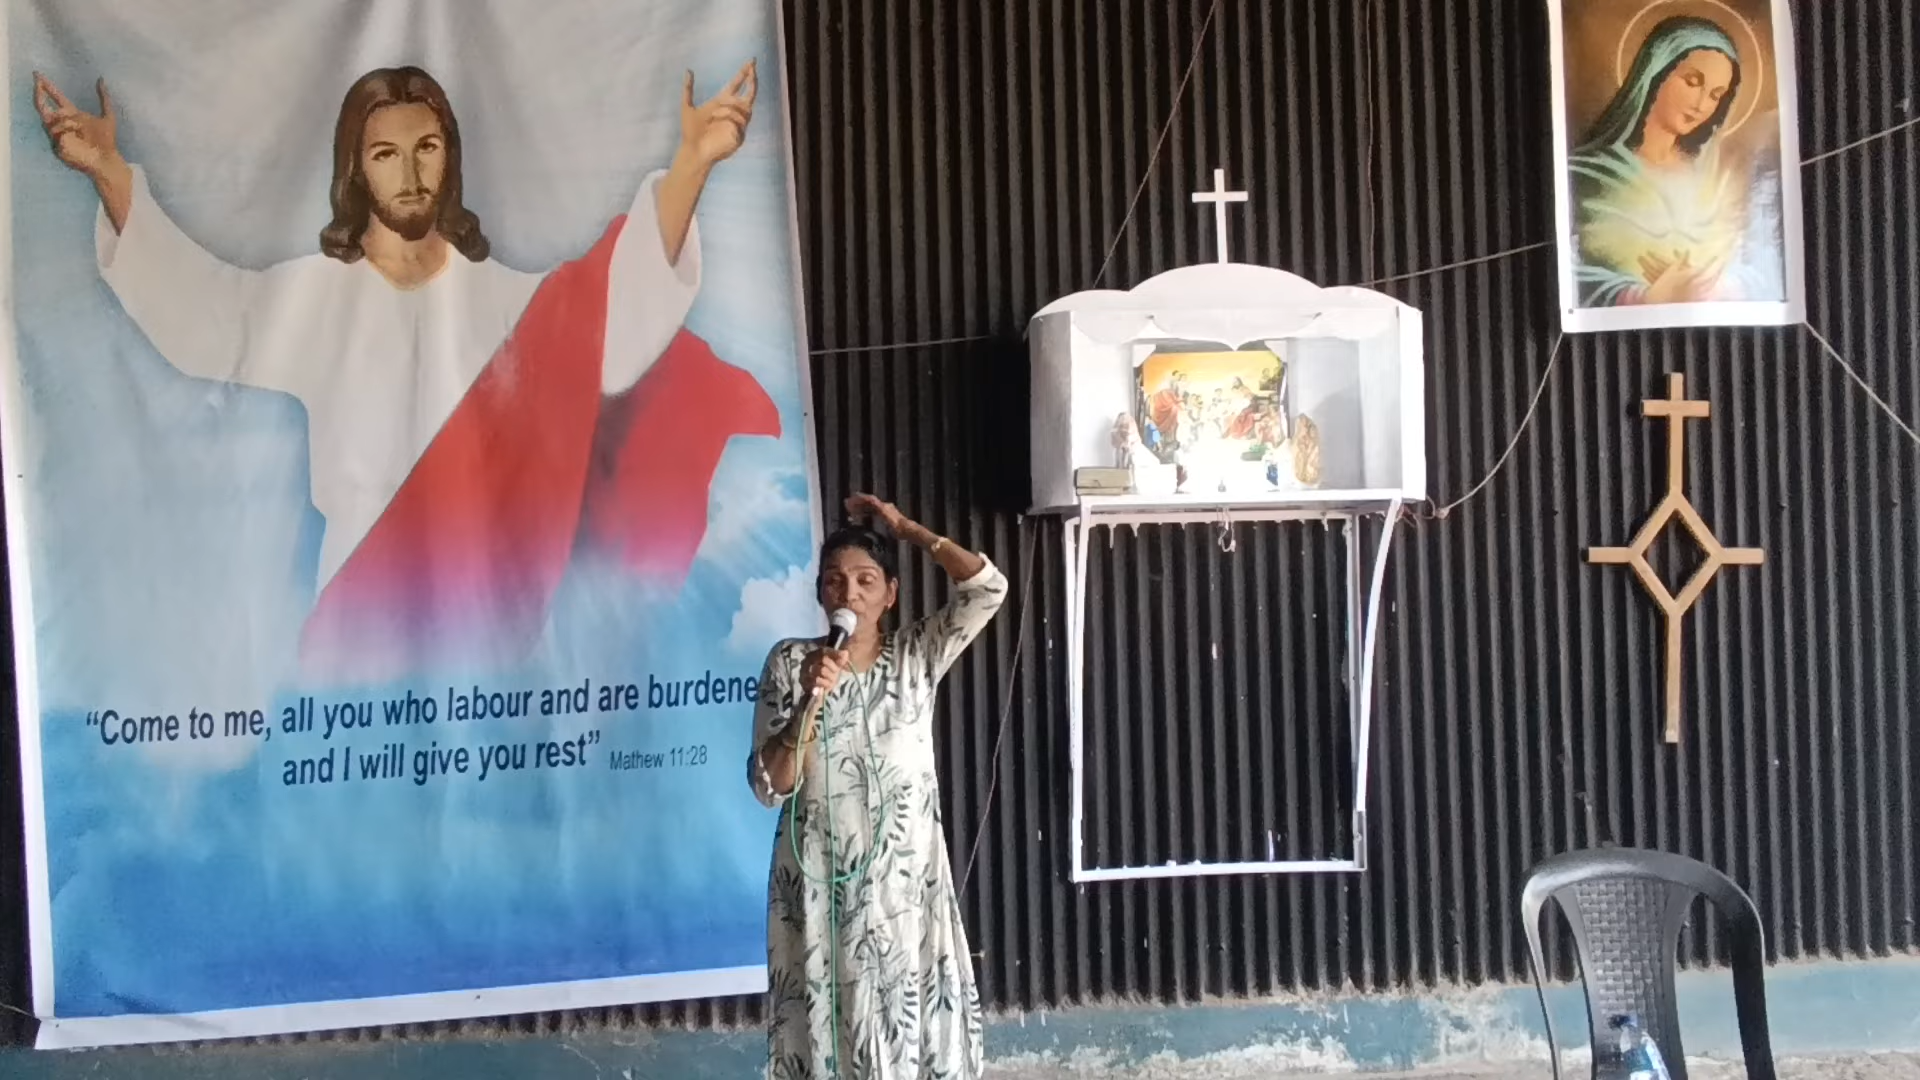 “Come to me, all you who labour and are burdene
and I will give you rest” Mathew 11:28